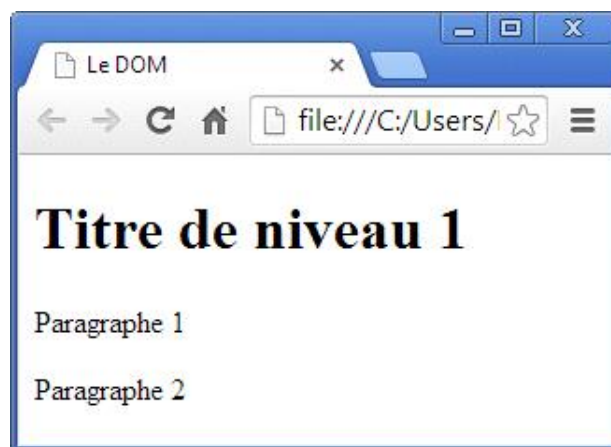 Le DOM
file:///C:/Users/
Titre de niveau 1
Paragraphe 1
Paragraphe 2